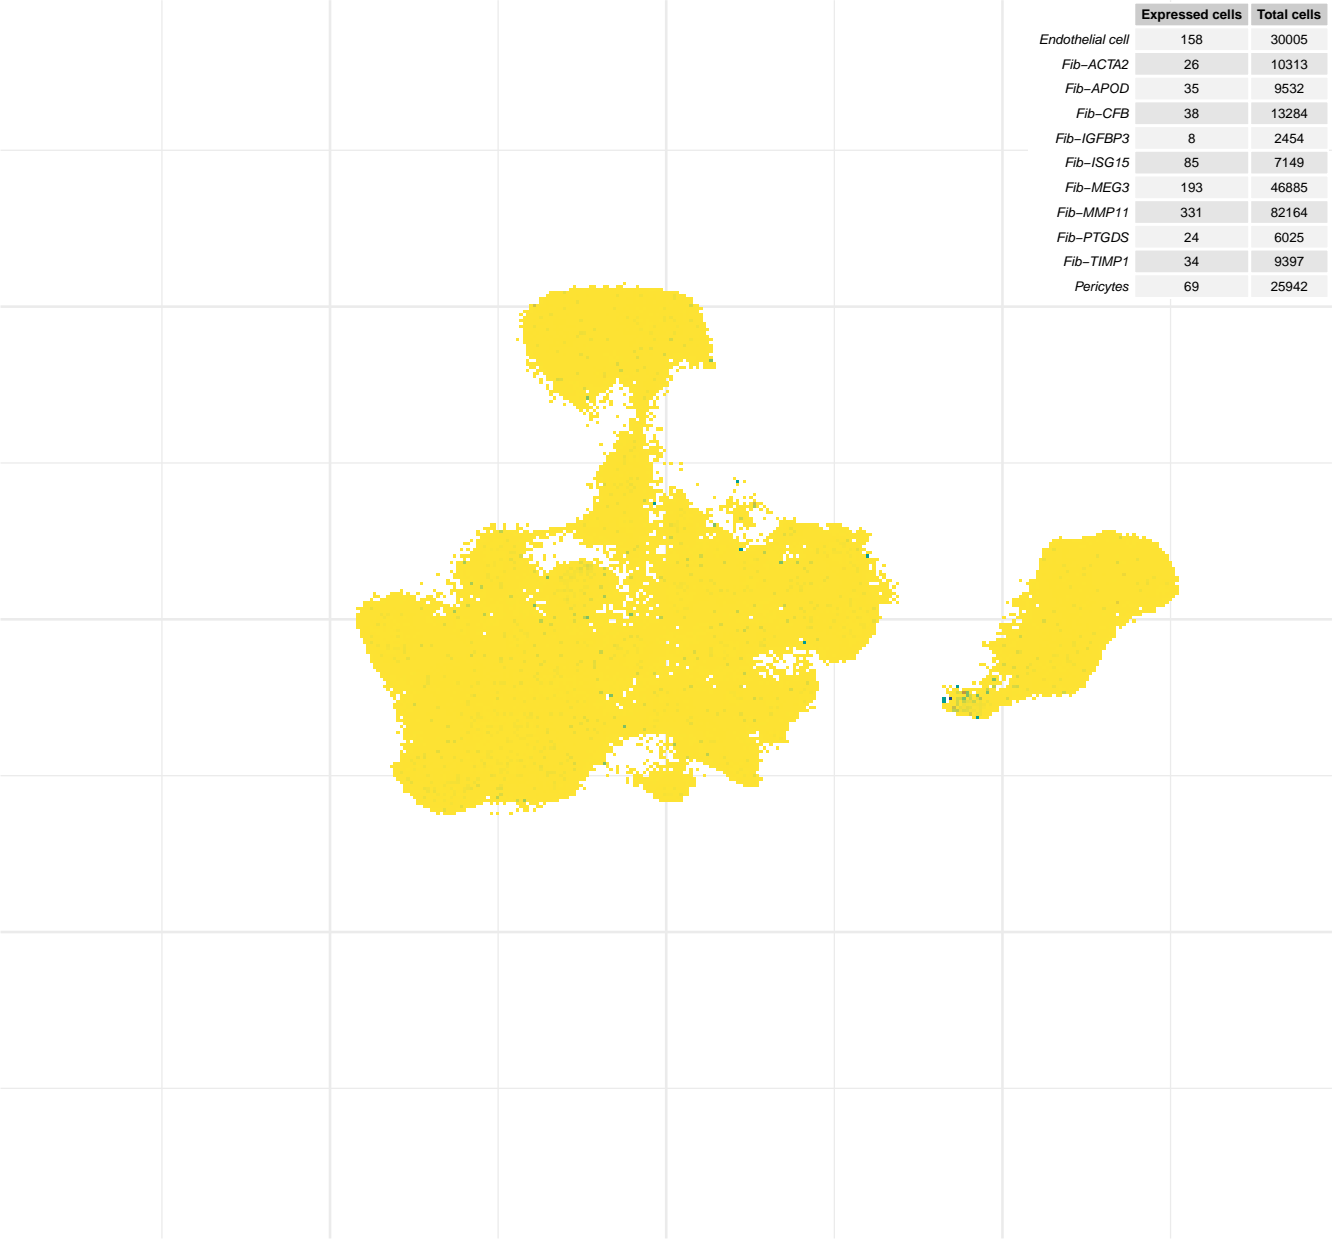 Expressed cells Total cells
Endothelial cell 158 30005
Fib−ACTA2 26 10313
Fib−APOD 35 9532
Fib−CFB 38 13284
Fib−IGFBP3 8 2454
Fib−ISG15 85 7149
Fib−MEG3 193 46885
Fib−MMP11 331 82164
Fib−PTGDS 24 6025
Fib−TIMP1 34 9397
Pericytes 69 25942